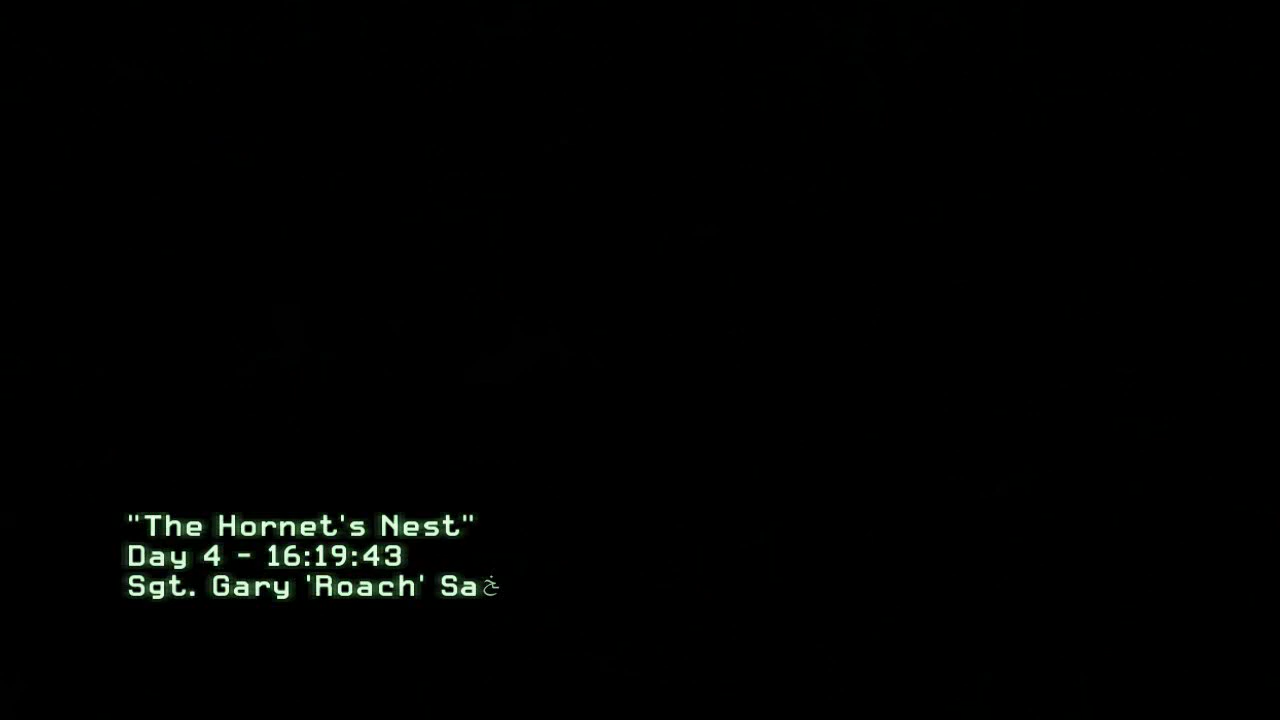 "The Hornet's Nest"
Day 4 - 16:19:43
Sgt. Gary 'Roach' Sa